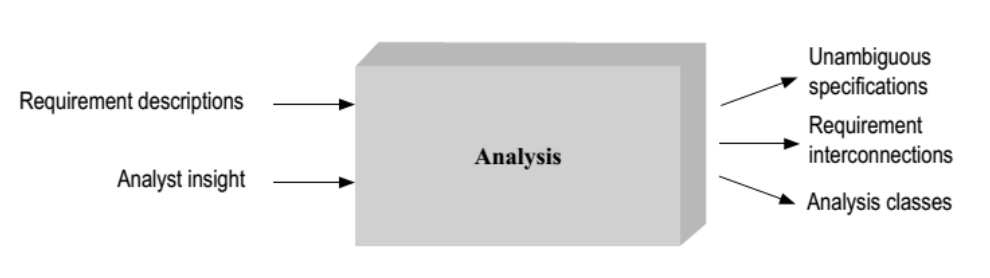 Requirement descriptions
Analyst insight
Analysis
Unambiguous
specifications
Requirement
interconnections
Analysis classes